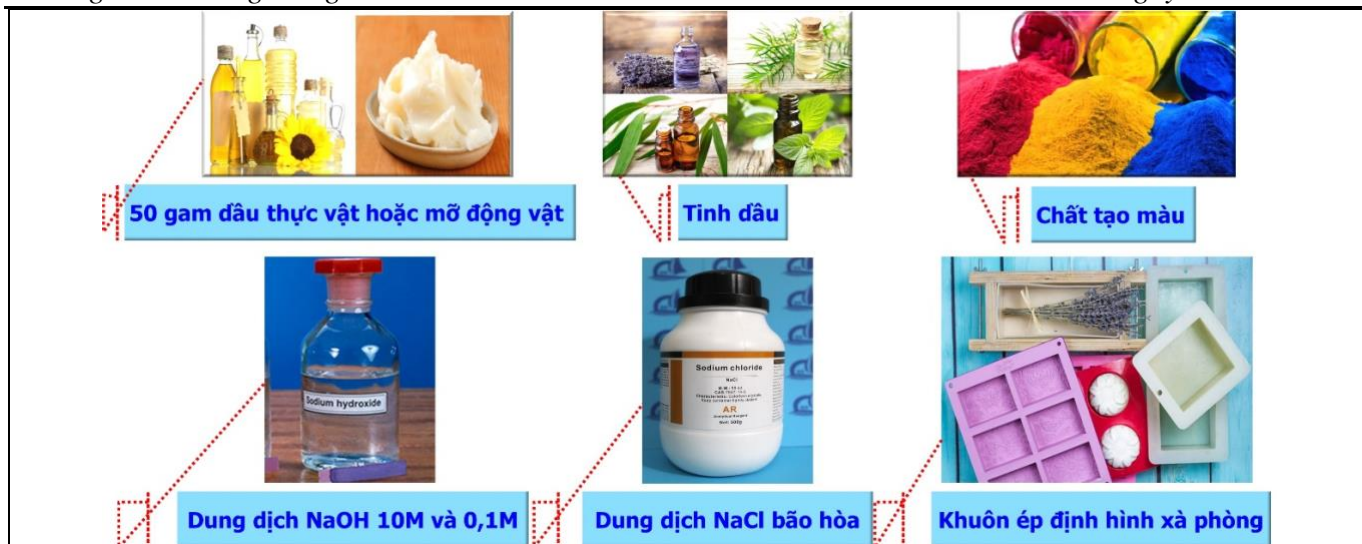 50 gam dầu thực vật hoặc mỡ động vật
Tinh dầu
Chất tạo màu
Sodium hydroxide
Sodium chloride
NaCl
AR
Dung dịch NaOH 10M và 0,1M
Dung dịch NaCl bão hòa
Khuôn ép định hình xà phòng